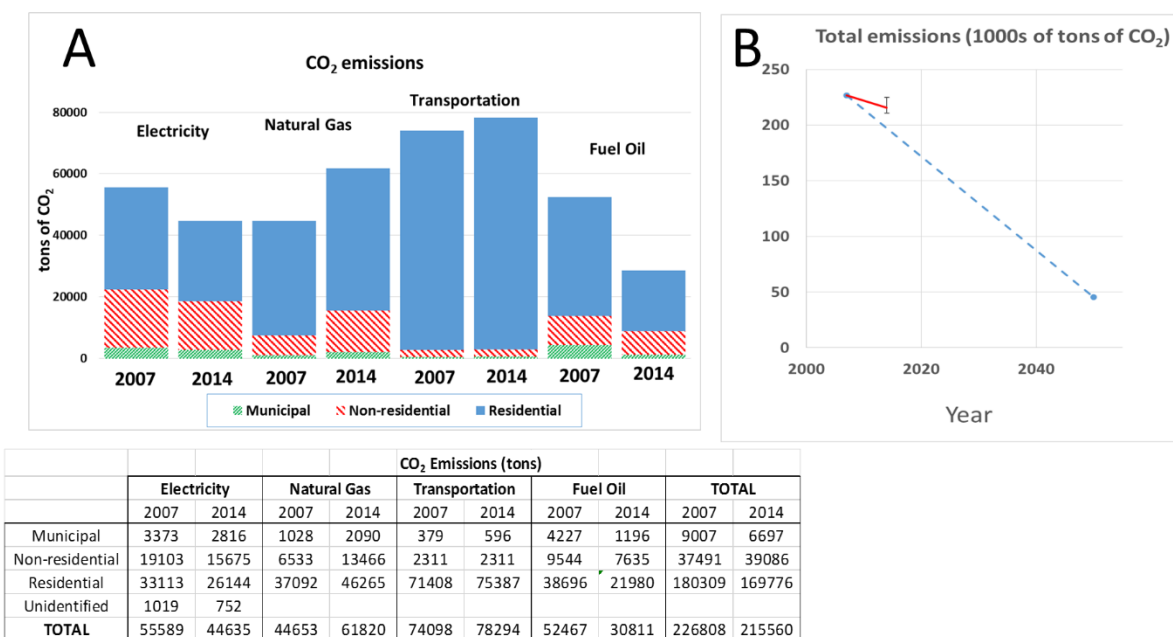 A
CO₂ emissions
tons of CO₂
80000
60000
40000
20000
0
Electricity
Natural Gas
Transportation
Fuel Oil
2007 2014 2007 2014 2007 2014 2007 2014
Municipal Non-residential Residential
B
Total emissions (1000s of tons of CO₂)
250
200
150
100
50
0
2000 2020 2040
Year
CO₂ Emissions (tons)
Electricity Natural Gas Transportation Fuel Oil TOTAL
2007 2014 2007 2014 2007 2014 2007 2014 2007 2014
Municipal 3373 2816 1028 2090 379 596 4227 1196 9007 6697
Non-residential 19103 15675 6533 13466 2311 2311 9544 7635 37491 39086
Residential 33113 26144 37092 46265 71408 75387 38696 21980 180309 169776
Unidentified 1019 752
TOTAL 55589 44635 44653 61820 74098 78294 52467 30811 226808 215560